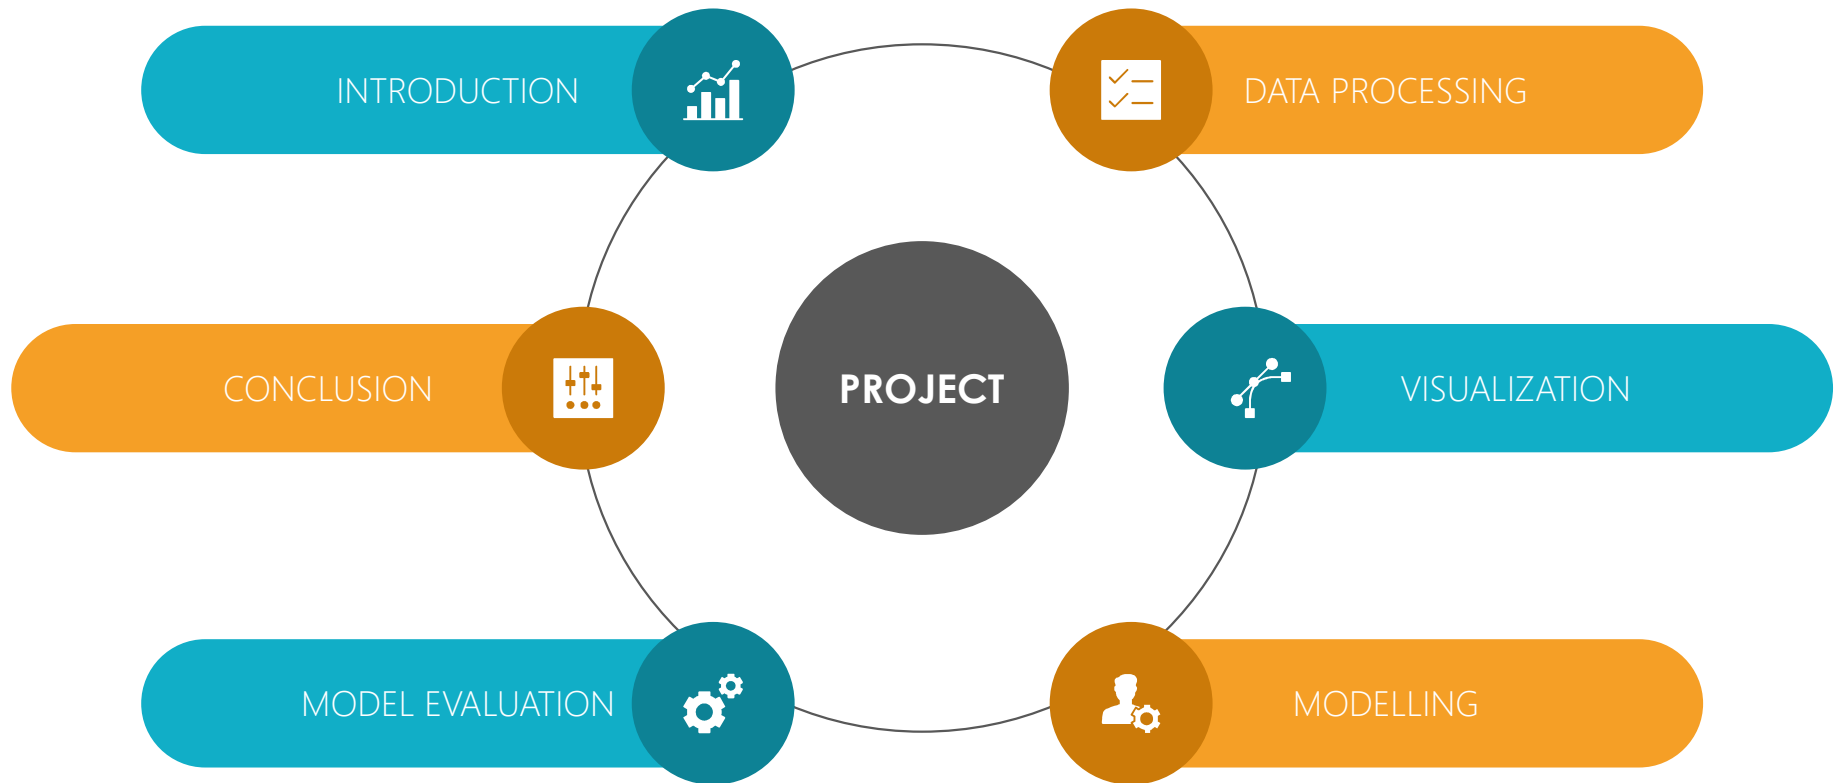 INTRODUCTION
DATA PROCESSING
CONCLUSION
PROJECT
VISUALIZATION
MODEL EVALUATION
MODELLING